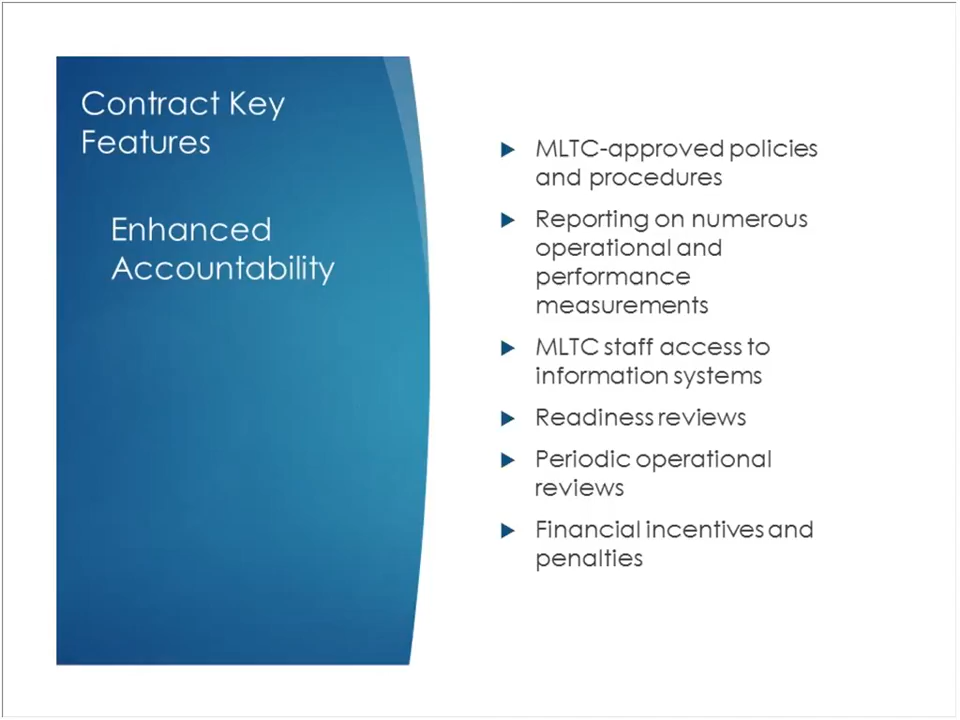 Contract Key
Features
Enhanced
Accountability
MLTC-approved policies
and procedures
Reporting on numerous
operational and
performance
measurements
MLTC staff access to
information systems
Readiness reviews
Periodic operational
reviews
Financial incentives and
penalties